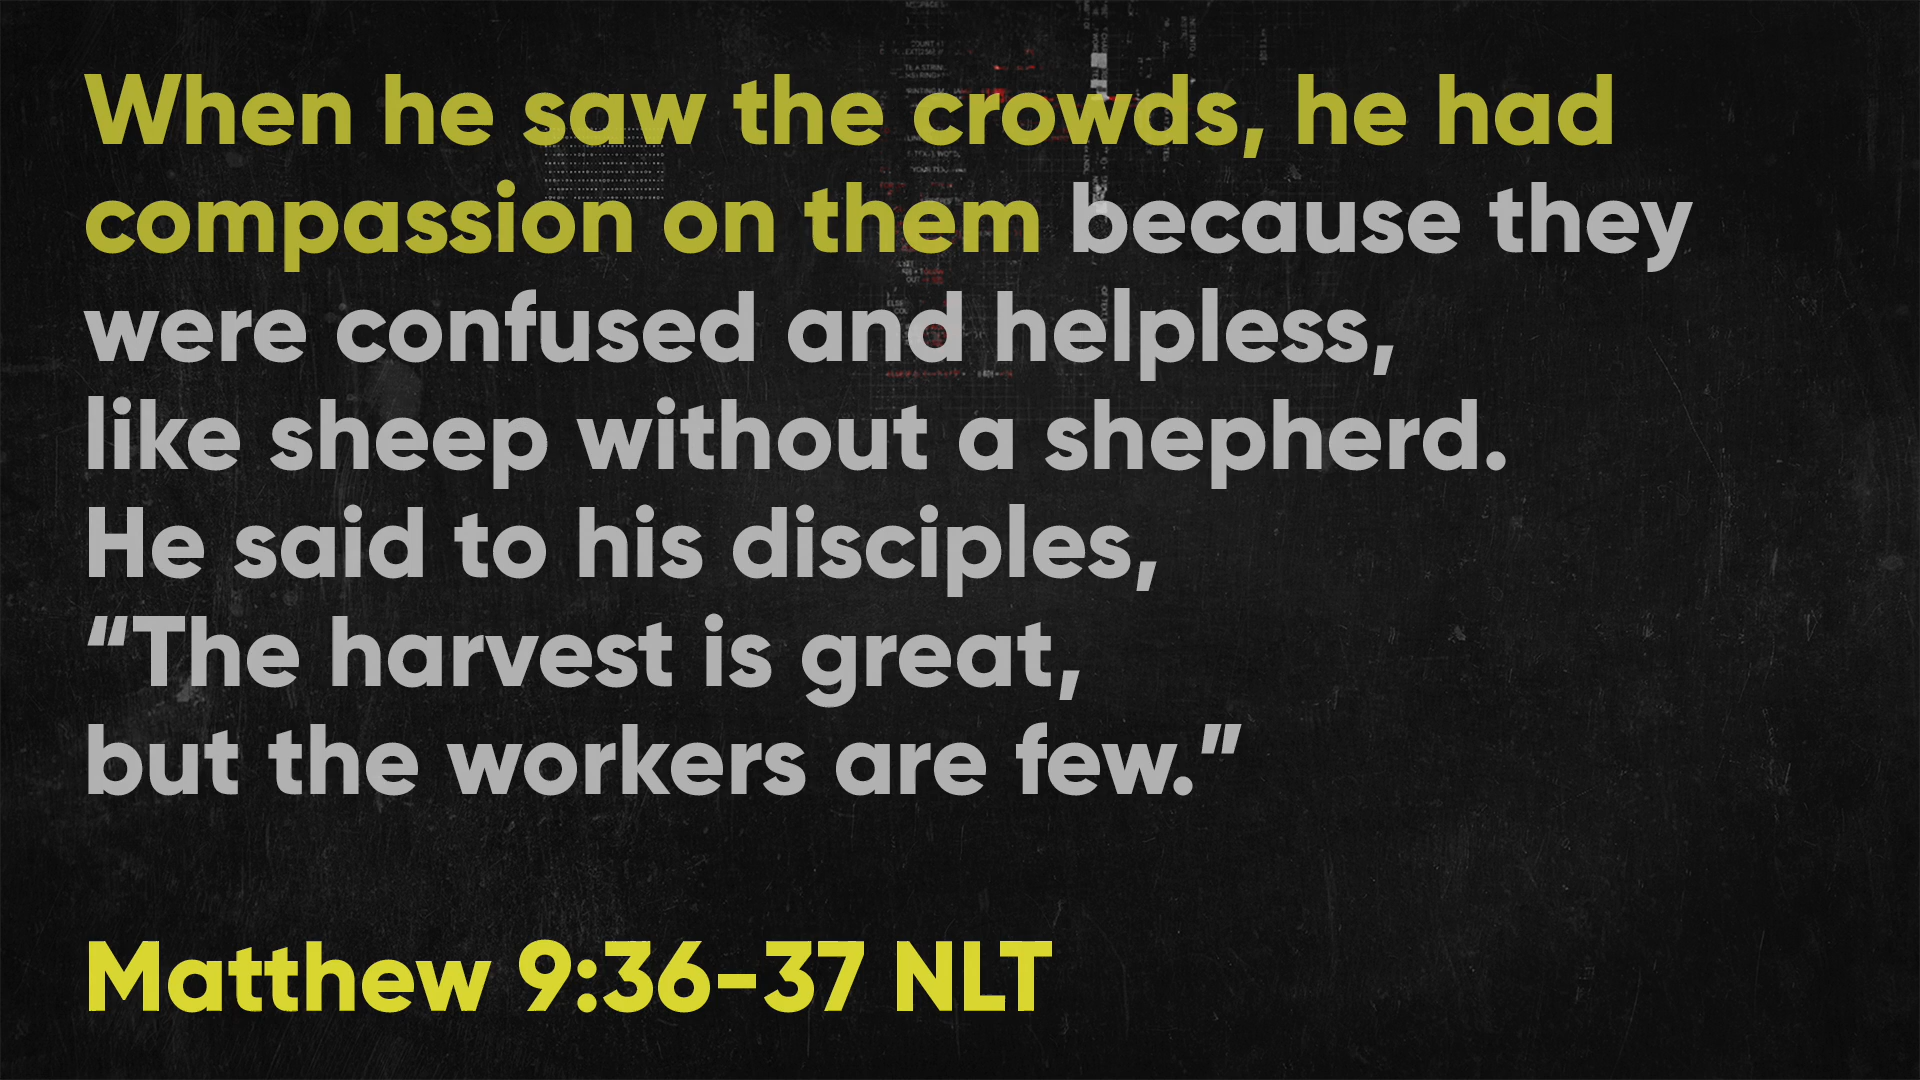 When he saw the crowds, he had
compassion on them because they
were confused and helpless,
like sheep without a shepherd.
He said to his disciples,
“The harvest is great,
but the workers are few.”
Matthew 9:36-37 NLT